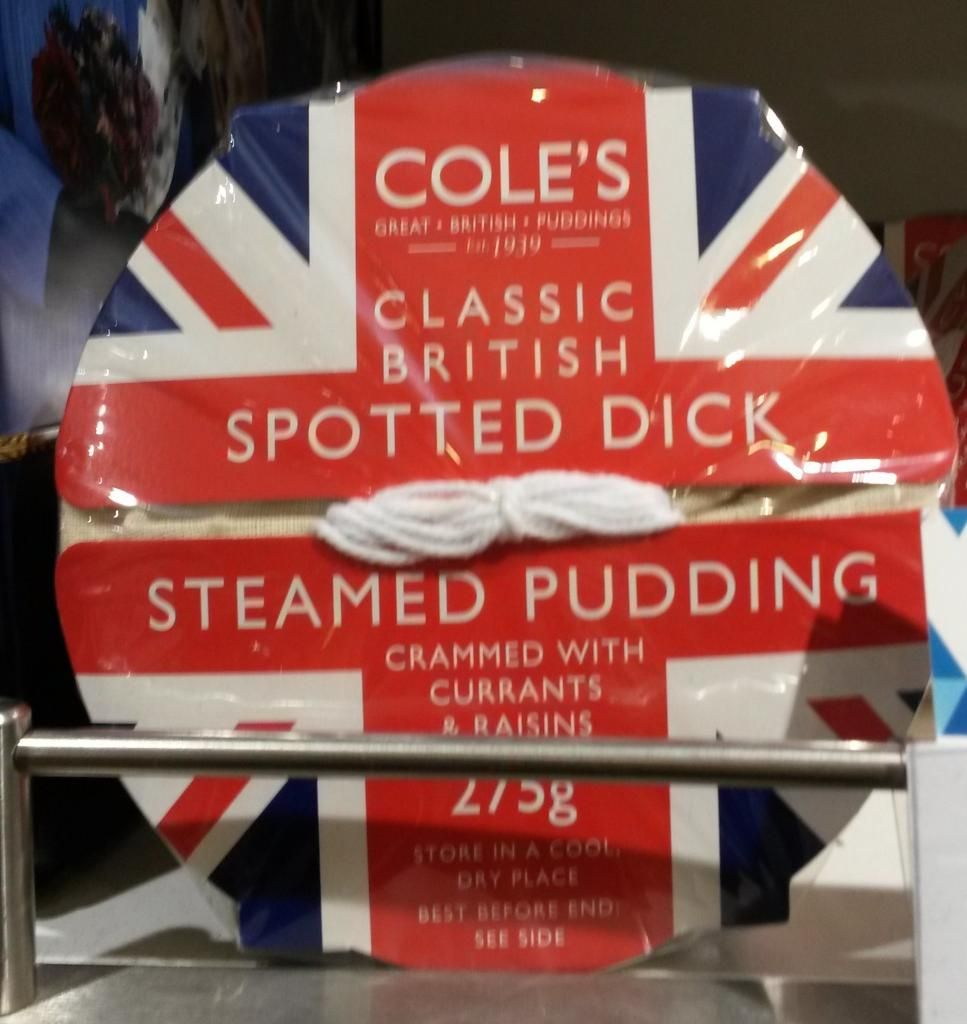 COLE'S
GREAT • BRITISH • PUDDINGS
Est. 1939
CLASSIC
BRITISH
SPOTTED DICK
STEAMED PUDDING
CRAMMED WITH
CURRANTS
& RAISINS
275g
STORE IN A COOL,
DRY PLACE
BEST BEFORE END:
SEE SIDE